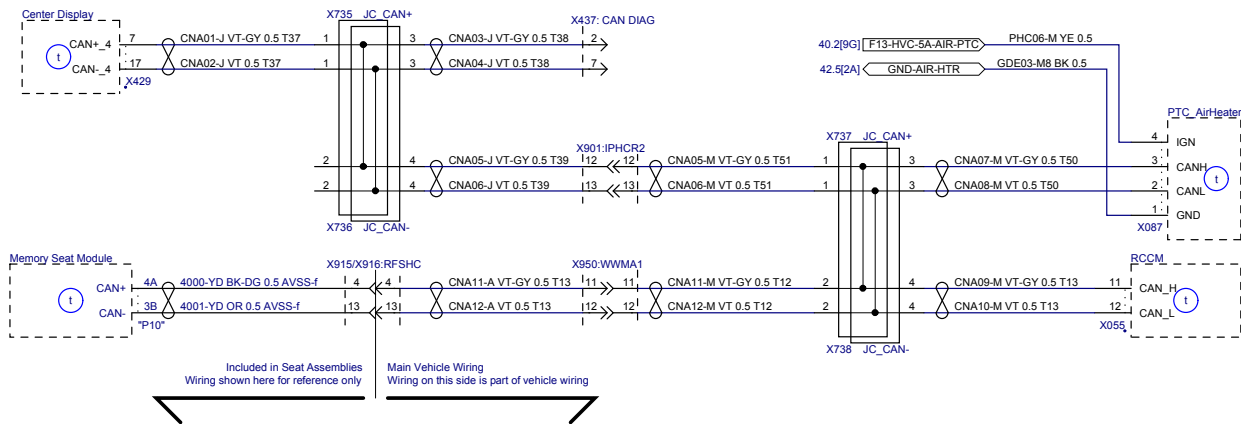 Center Display
X735 JC_CAN+
X437: CAN DIAG
CAN+_4 7 CNA01-J VT-GY 0.5 T37 1 3 CNA03-J VT-GY 0.5 T38 2
CAN-_4 17 CNA02-J VT 0.5 T37 1 3 CNA04-J VT 0.5 T38 7
t
X429
40.2[9G] F13-HVC-5A-AIR-PTC PHC06-M YE 0.5
42.5[2A] GND-AIR-HTR GDE03-M8 BK 0.5
PTC_AirHeater
4 IGN
X901:IPHCR2
X737 JC_CAN+
2 4 CNA05-J VT-GY 0.5 T39 12 12 CNA05-M VT-GY 0.5 T51 1 3 CNA07-M VT-GY 0.5 T50 3 CANH
t
2 4 CNA06-J VT 0.5 T39 13 13 CNA06-M VT 0.5 T51 1 3 CNA08-M VT T50 2 CANL
1 GND
X736 JC_CAN-
X087
Memory Seat Module
X915/X916:RFSHC
X950:WWMA1
RCCM
CAN+ 4A 4000-YD BK-DG 0.5 AVSS-f 4 4 CNA11-A VT-GY 0.5 T13 11 11 CNA11-M VT-GY 0.5 T12 2 4 CNA09-M VT-GY 0.5 T13 11 CAN_H
t
t
CAN- 3B 4001-YD OR 0.5 AVSS-f 13 13 CNA12-A VT 0.5 T13 12 12 CNA12-M VT 0.5 T12 2 4 CNA10-M VT 0.5 T13 12 CAN_L
"P10"
X055
X738 JC_CAN-
Included in Seat Assemblies
Wiring shown here for reference only
Main Vehicle Wiring
Wiring on this side is part of vehicle wiring